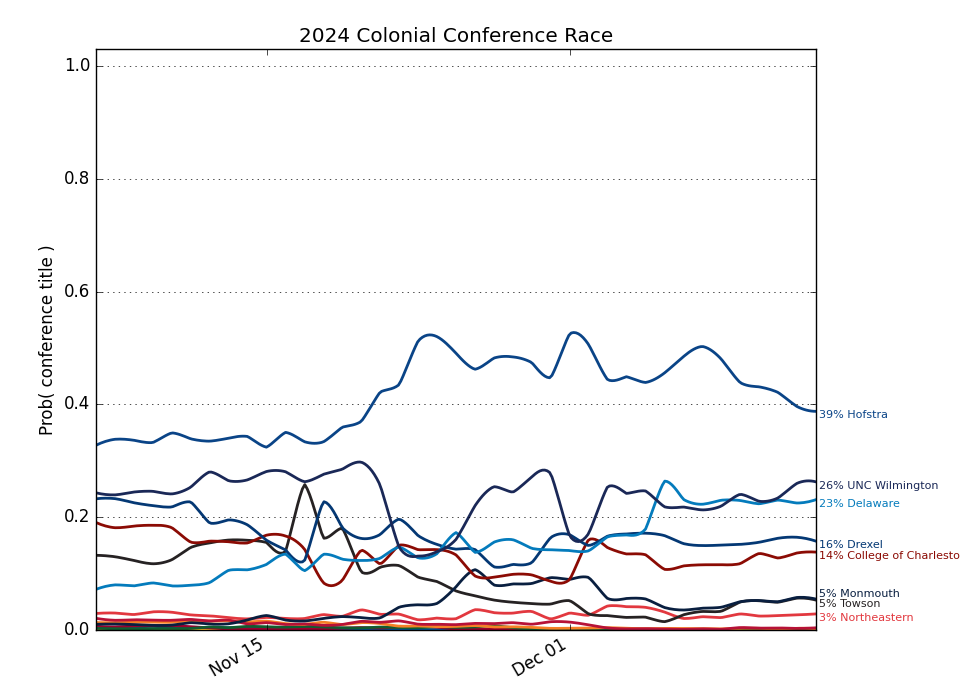 2024 Colonial Conference Race
Prob( conference title )
1.0
0.8
0.6
0.4
0.2
0.0
Nov 15
Dec 01
39% Hofstra
26% UNC Wilmington
23% Delaware
16% Drexel
14% College of Charlesto
5% Monmouth
5% Towson
3% Northeastern